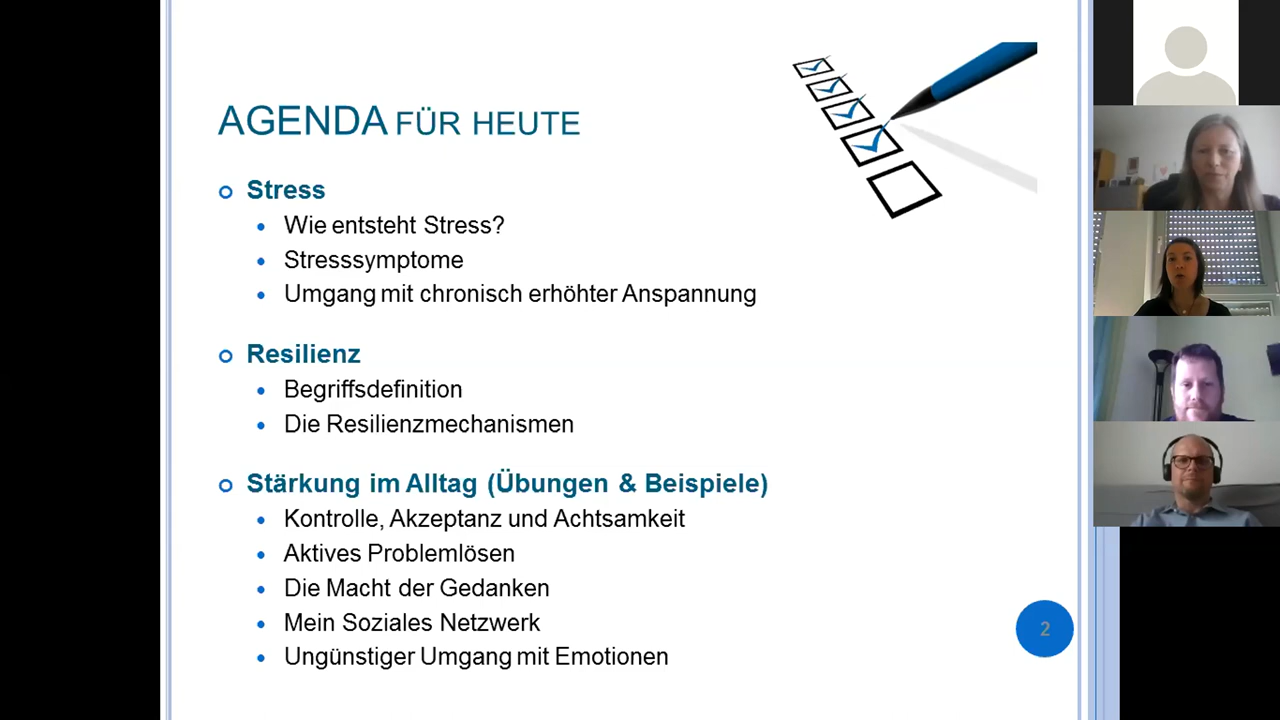 AGENDA FÜR HEUTE
Stress
Wie entsteht Stress?
Stresssymptome
Umgang mit chronisch erhöhter Anspannung
Resilienz
Begriffsdefinition
Die Resilienzmechanismen
Stärkung im Alltag (Übungen & Beispiele)
Kontrolle, Akzeptanz und Achtsamkeit
Aktives Problemlösen
Die Macht der Gedanken
Mein Soziales Netzwerk
Ungünstiger Umgang mit Emotionen
2